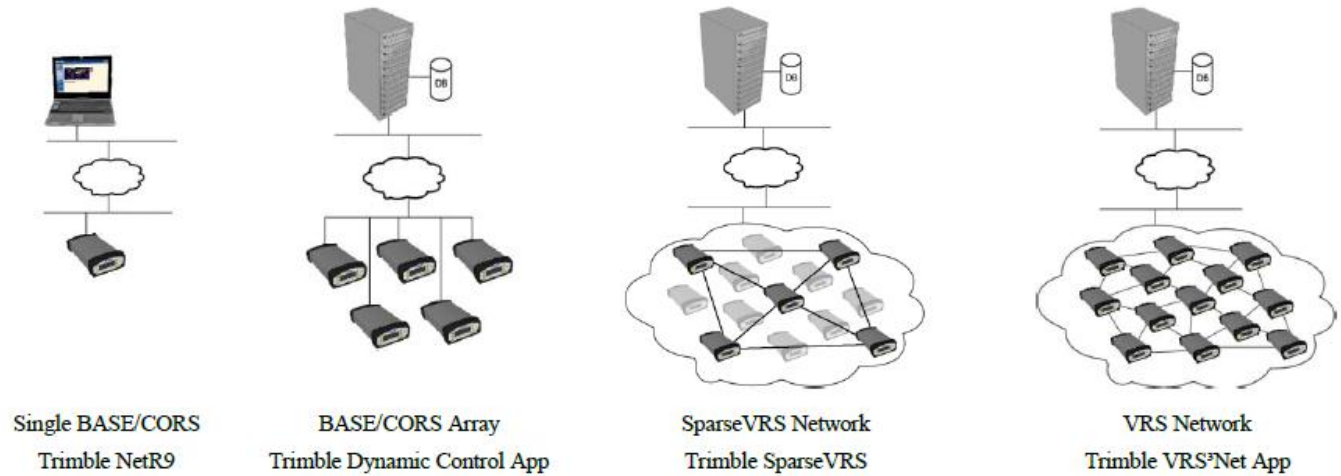 DB
DB
DB
Single BASE/CORS
Trimble NetR9
BASE/CORS Array
Trimble Dynamic Control App
SparseVRS Network
Trimble SparseVRS
VRS Network
Trimble VRS³Net App